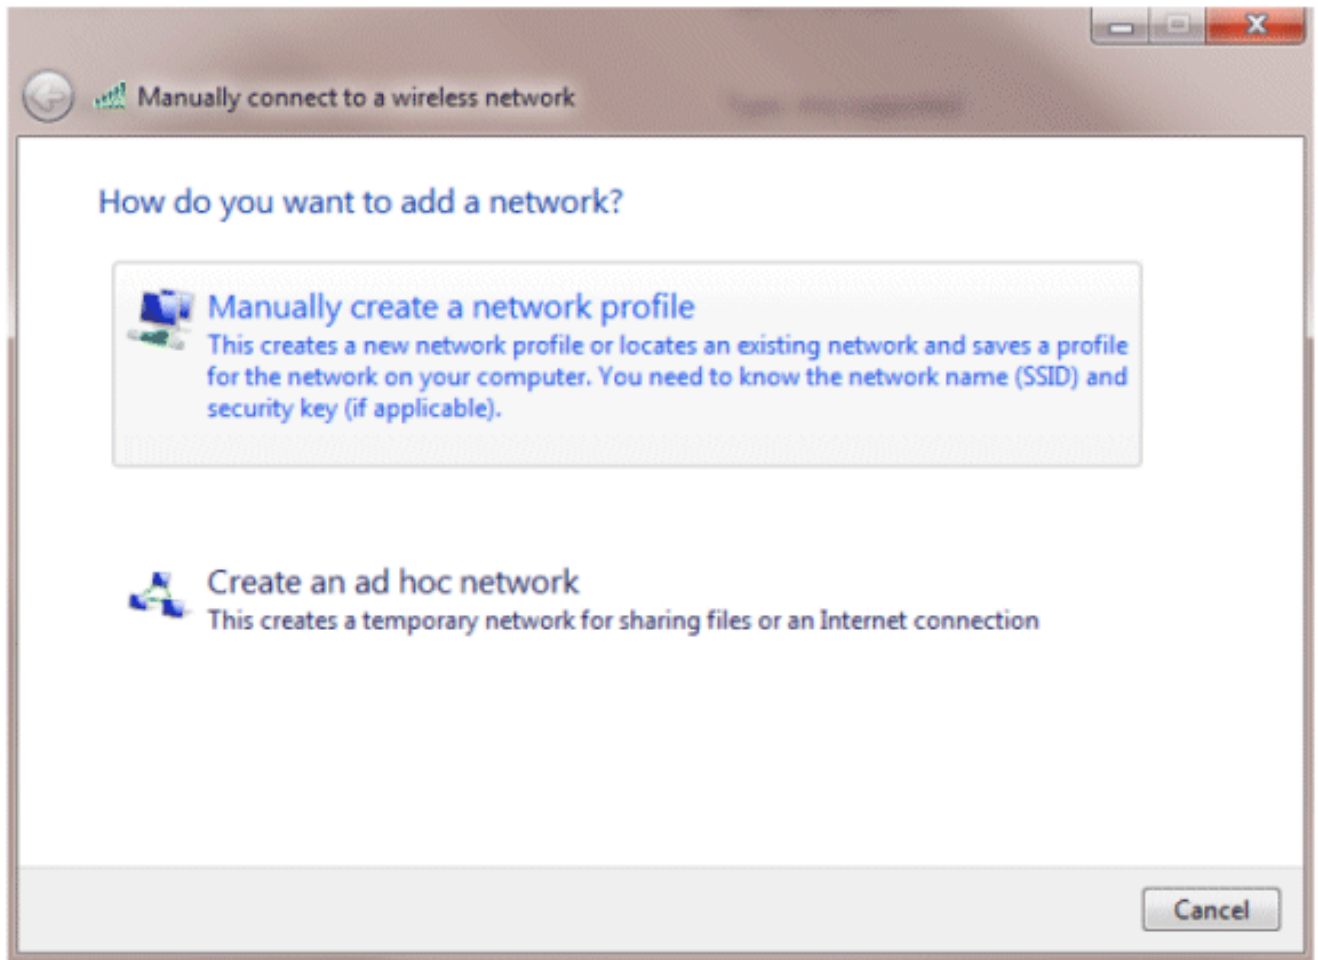 Manually connect to a wireless network
How do you want to add a network?
Manually create a network profile
This creates a new network profile or locates an existing network and saves a profile
for the network on your computer. You need to know the network name (SSID) and
security key (if applicable).
Create an ad hoc network
This creates a temporary network for sharing files or an Internet connection
Cancel